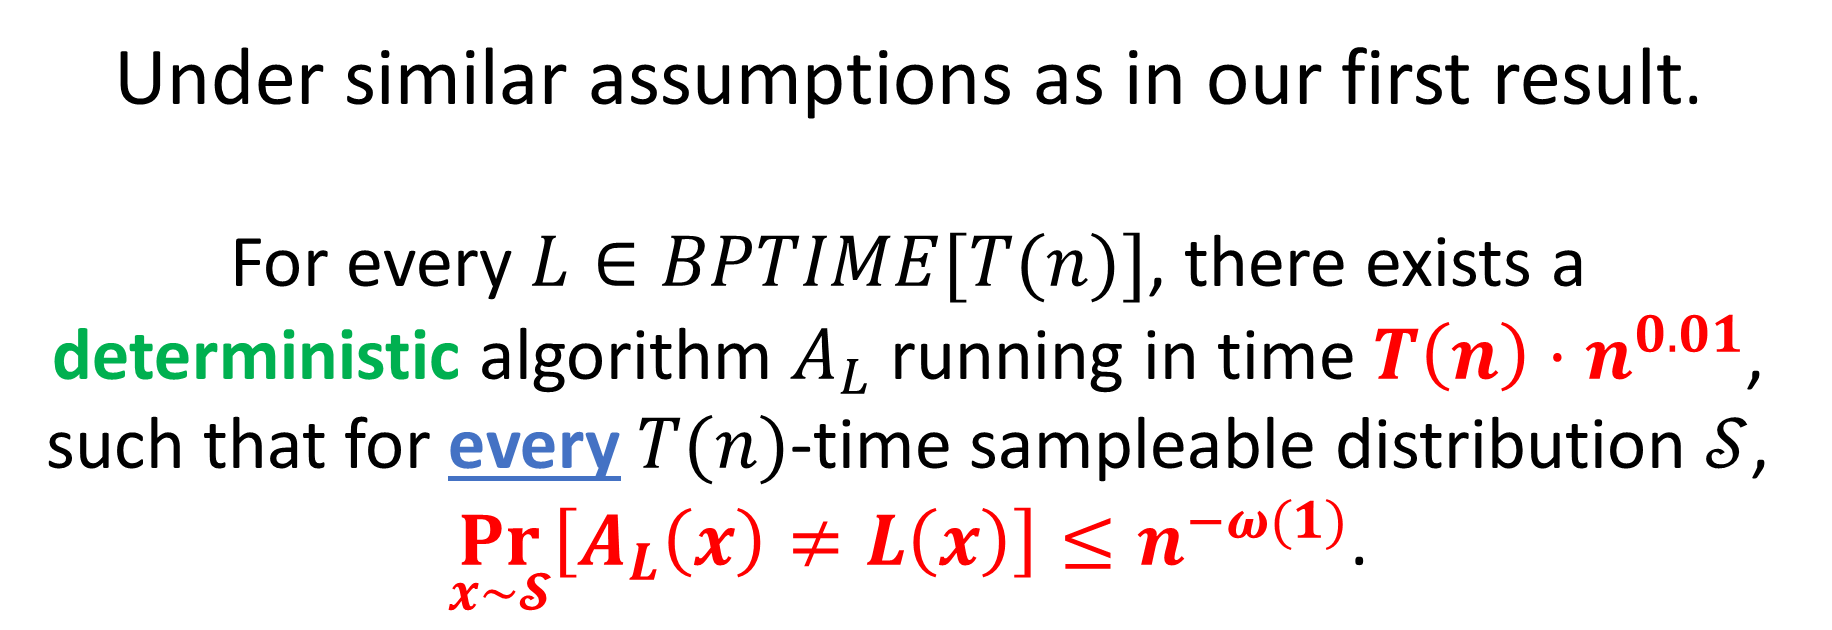 Under similar assumptions as in our first result.
For every L ∈ BPTIME[T(n)], there exists a
deterministic algorithm A_L running in time T(n) · n^{0.01},
such that for every T(n)-time sampleable distribution 𝒮,
Pr_{x∼𝒮}[A_L(x) ≠ L(x)] ≤ n^{−ω(1)}.